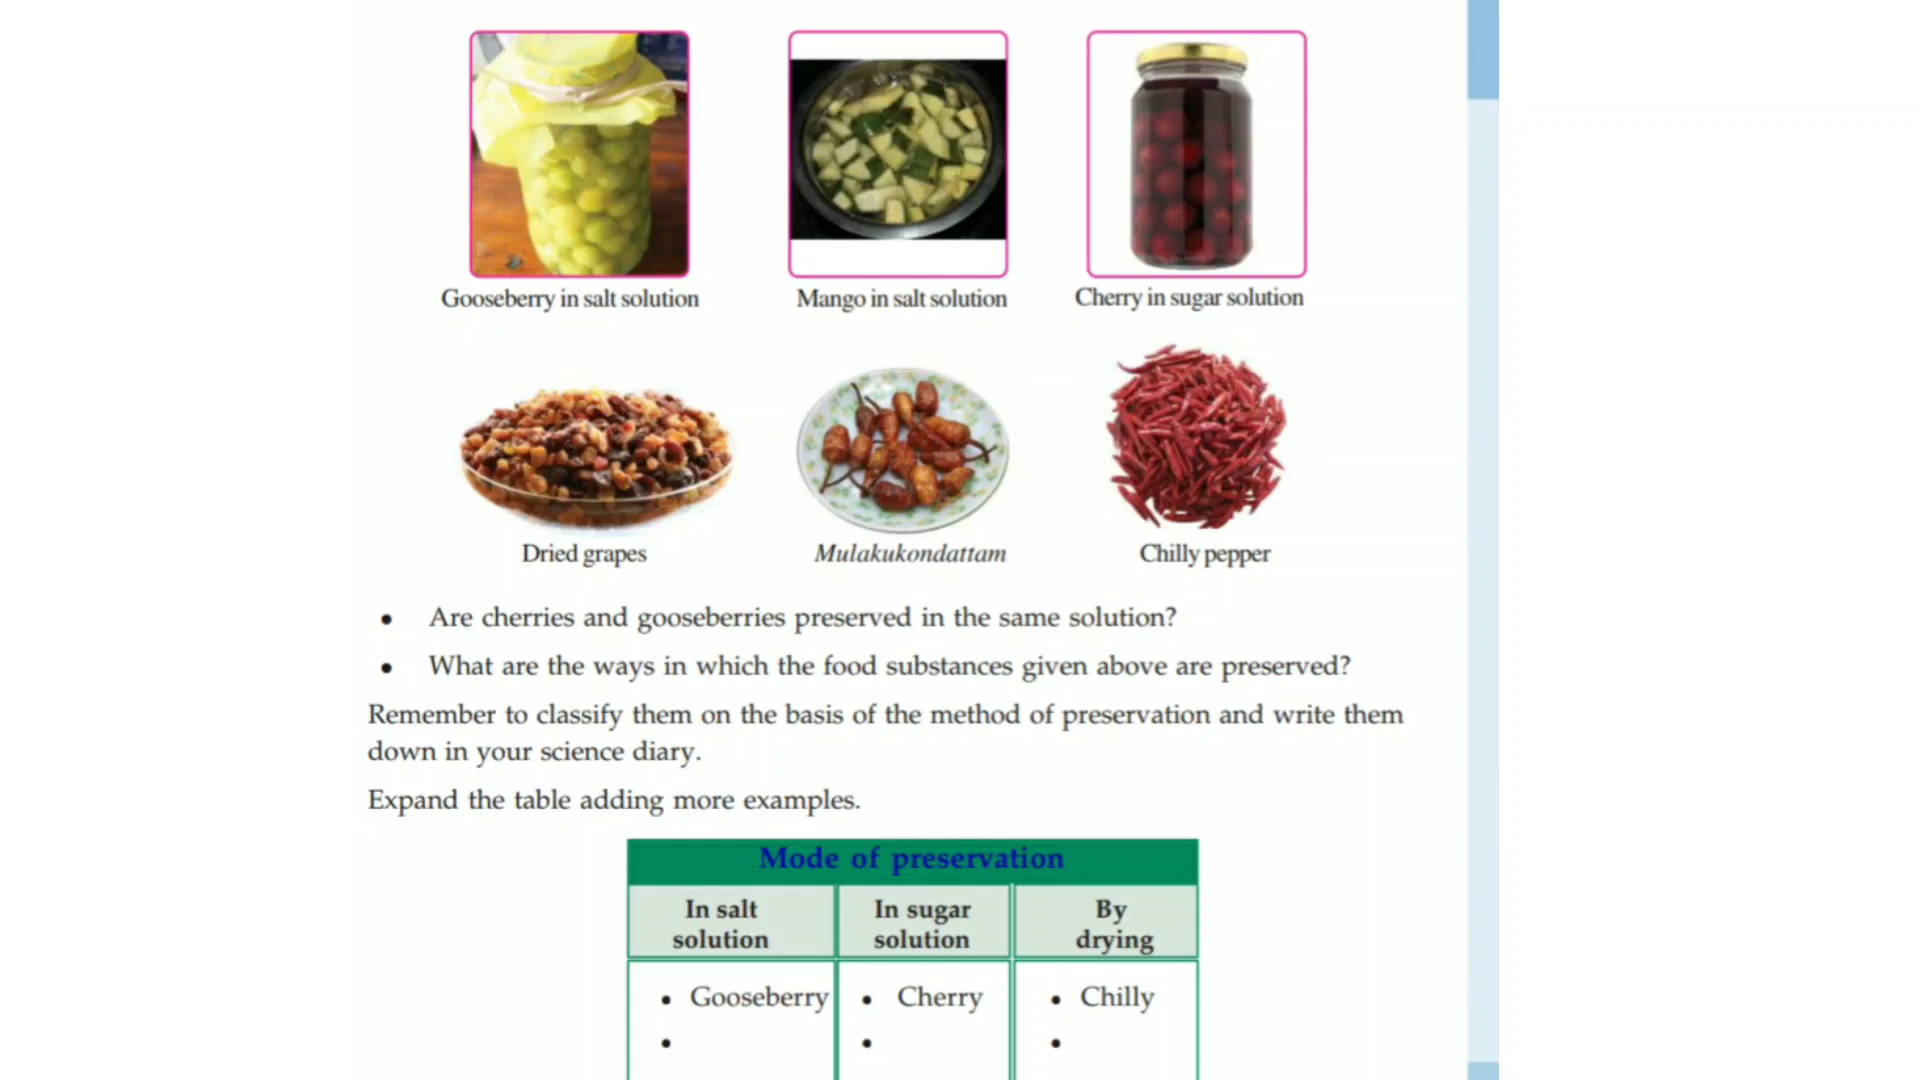 Gooseberry in salt solution
Mango in salt solution
Cherry in sugar solution
Dried grapes
Mulakukondattam
Chilly pepper
• Are cherries and gooseberries preserved in the same solution?
• What are the ways in which the food substances given above are preserved?
Remember to classify them on the basis of the method of preservation and write them
down in your science diary.
Expand the table adding more examples.
Mode of preservation
In salt
solution
In sugar
solution
By
drying
• Gooseberry
• Cherry
• Chilly